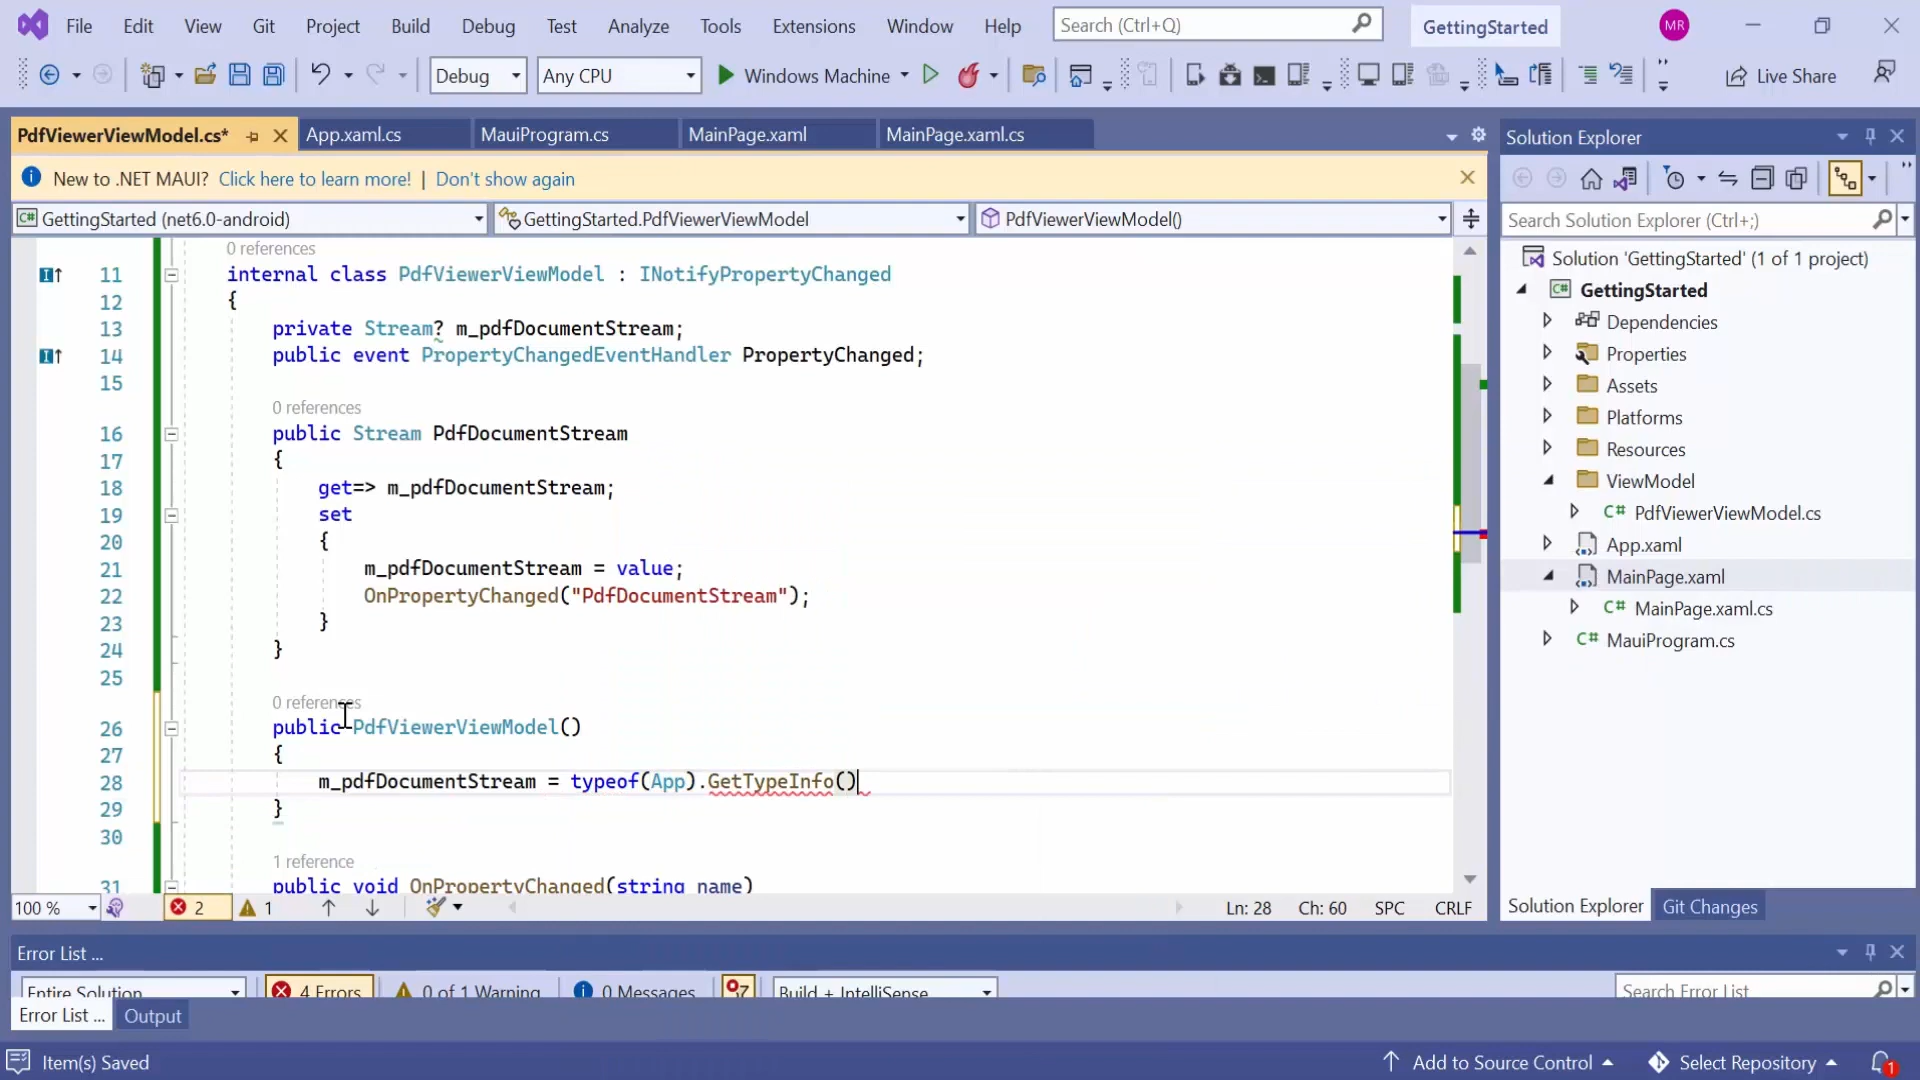 File Edit View Git Project Build Debug Test Analyze Tools Extensions Window Help Search (Ctrl+Q) GettingStarted MR
Debug Any CPU Windows Machine Live Share
PdfViewerViewModel.cs* App.xaml.cs MauiProgram.cs MainPage.xaml MainPage.xaml.cs
New to .NET MAUI? Click here to learn more! | Don't show again
GettingStarted (net6.0-android) GettingStarted.PdfViewerViewModel PdfViewerViewModel()
0 references
11 internal class PdfViewerViewModel : INotifyPropertyChanged
12 {
13 private Stream? m_pdfDocumentStream;
14 public event PropertyChangedEventHandler PropertyChanged;
15
0 references
16 public Stream PdfDocumentStream
17 {
18 get=> m_pdfDocumentStream;
19 set
20 {
21 m_pdfDocumentStream = value;
22 OnPropertyChanged("PdfDocumentStream");
23 }
24 }
25
0 references
26 public PdfViewerViewModel()
27 {
28 m_pdfDocumentStream = typeof(App).GetTypeInfo()
29 }
30
1 reference
31 public void OnPropertyChanged(string name)
100 % 2 1 Ln: 28 Ch: 60 SPC CRLF
Solution Explorer
Search Solution Explorer (Ctrl+;)
Solution 'GettingStarted' (1 of 1 project)
GettingStarted
Dependencies
Properties
Assets
Platforms
Resources
ViewModel
C# PdfViewerViewModel.cs
App.xaml
MainPage.xaml
C# MainPage.xaml.cs
C# MauiProgram.cs
Solution Explorer Git Changes
Error List ...
Entire Solution 4 Errors 0 of 1 Warning 0 Messages Build + IntelliSense Search Error List
Error List ... Output
Item(s) Saved Add to Source Control Select Repository 1